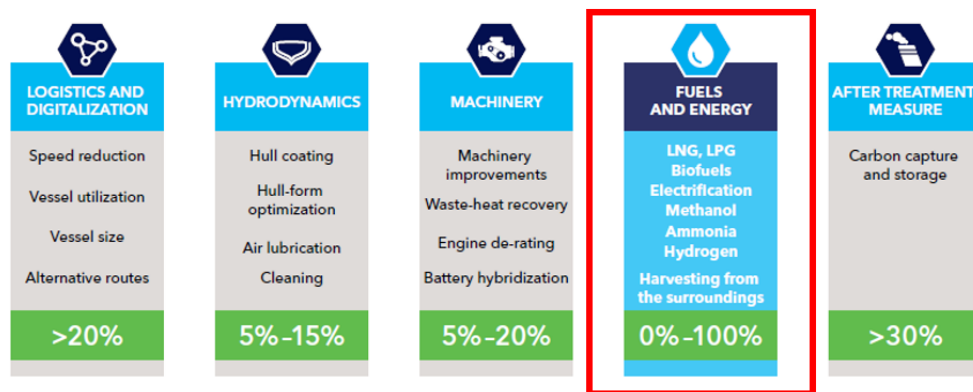 LOGISTICS AND
DIGITALIZATION
Speed reduction
Vessel utilization
Vessel size
Alternative routes
>20%
HYDRODYNAMICS
Hull coating
Hull-form
optimization
Air lubrication
Cleaning
5%–15%
MACHINERY
Machinery
improvements
Waste-heat recovery
Engine de-rating
Battery hybridization
5%–20%
FUELS
AND ENERGY
LNG, LPG
Biofuels
Electrification
Methanol
Ammonia
Hydrogen
Harvesting from
the surroundings
0%–100%
AFTER TREATMENT
MEASURE
Carbon capture
and storage
>30%